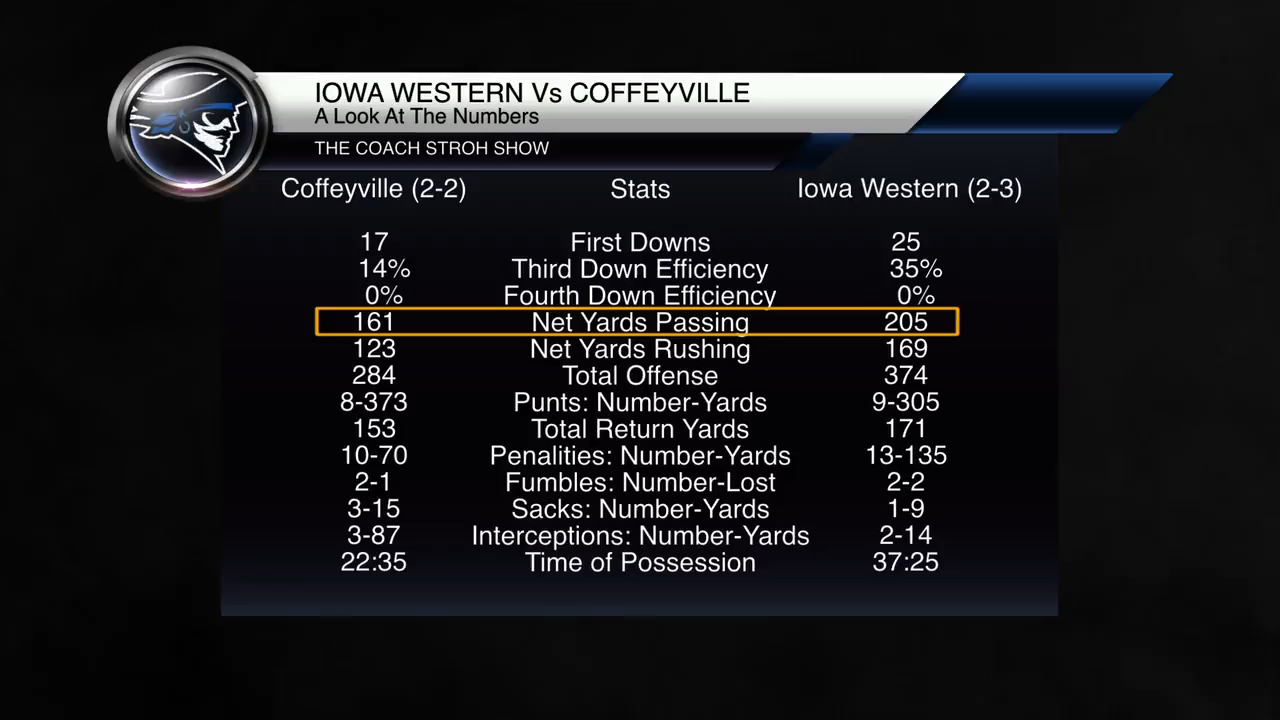 IOWA WESTERN Vs COFFEYVILLE
A Look At The Numbers
THE COACH STROH SHOW
Coffeyville (2-2) Stats Iowa Western (2-3)
17 First Downs 25
14% Third Down Efficiency 35%
0% Fourth Down Efficiency 0%
161 Net Yards Passing 205
123 Net Yards Rushing 169
284 Total Offense 374
8-373 Punts: Number-Yards 9-305
153 Total Return Yards 171
10-70 Penalities: Number-Yards 13-135
2-1 Fumbles: Number-Lost 2-2
3-15 Sacks: Number-Yards 1-9
3-87 Interceptions: Number-Yards 2-14
22:35 Time of Possession 37:25